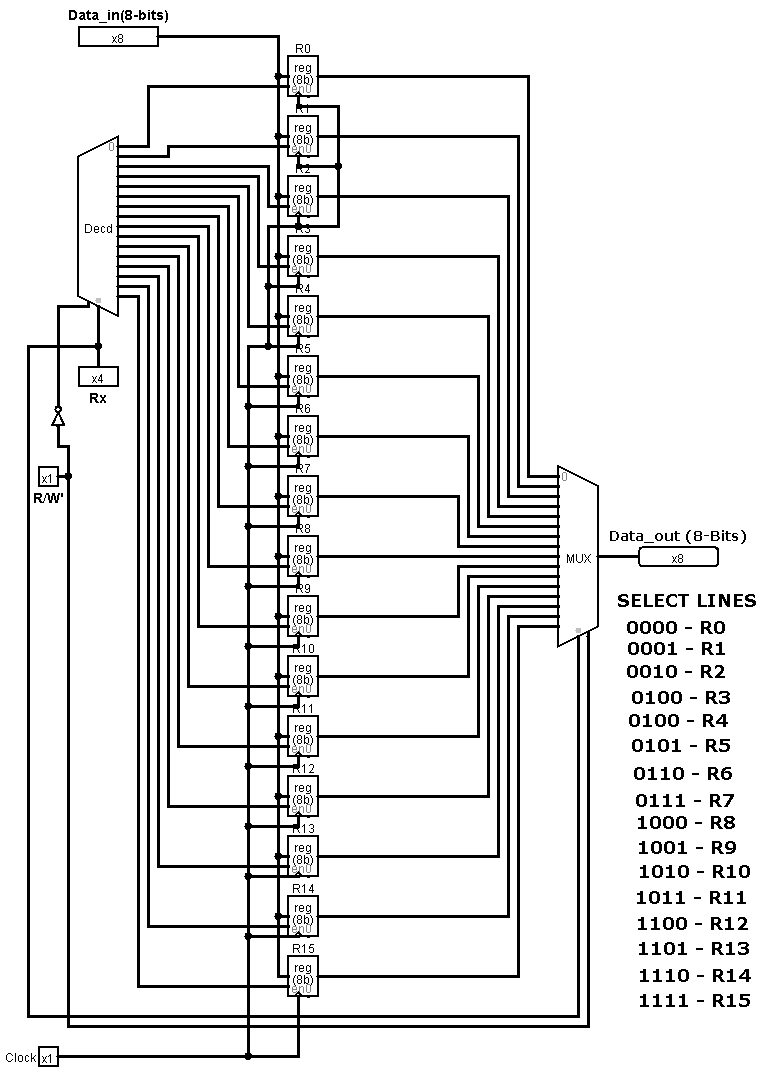 Data_in(8-bits)
x8
R0
reg
(8b)
en0
R1
reg
(8b)
en0
R2
reg
(8b)
en0
R3
reg
(8b)
en0
R4
reg
(8b)
en0
R5
reg
(8b)
en0
R6
reg
(8b)
en0
R7
reg
(8b)
en0
R8
reg
(8b)
en0
R9
reg
(8b)
en0
R10
reg
(8b)
en0
R11
reg
(8b)
en0
R12
reg
(8b)
en0
R13
reg
(8b)
en0
R14
reg
(8b)
en0
R15
reg
(8b)
en0
0
Decd
x4
Rx
x1
R/W'
Clock x1
0
MUX
Data_out (8-Bits)
x8
SELECT LINES
0000 - R0
0001 - R1
0010 - R2
0100 - R3
0100 - R4
0101 - R5
0110 - R6
0111 - R7
1000 - R8
1001 - R9
1010 - R10
1011 - R11
1100 - R12
1101 - R13
1110 - R14
1111 - R15